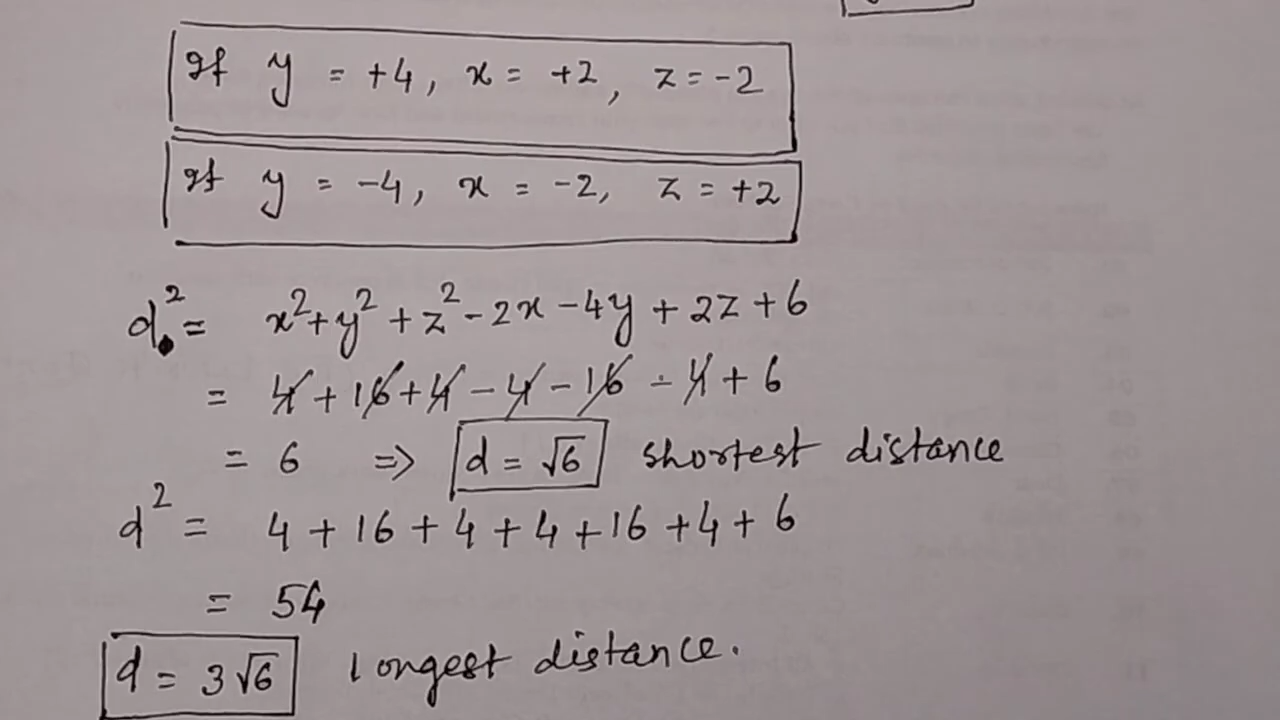 If y = +4, x = +2, z = -2
If y = -4, x = -2, z = +2
d² = x² + y² + z² - 2x - 4y + 2z + 6
= 4 + 16 + 4 - 4 - 16 - 4 + 6
= 6 => d = √6 shortest distance
d² = 4 + 16 + 4 + 4 + 16 + 4 + 6
= 54
d = 3√6 longest distance.